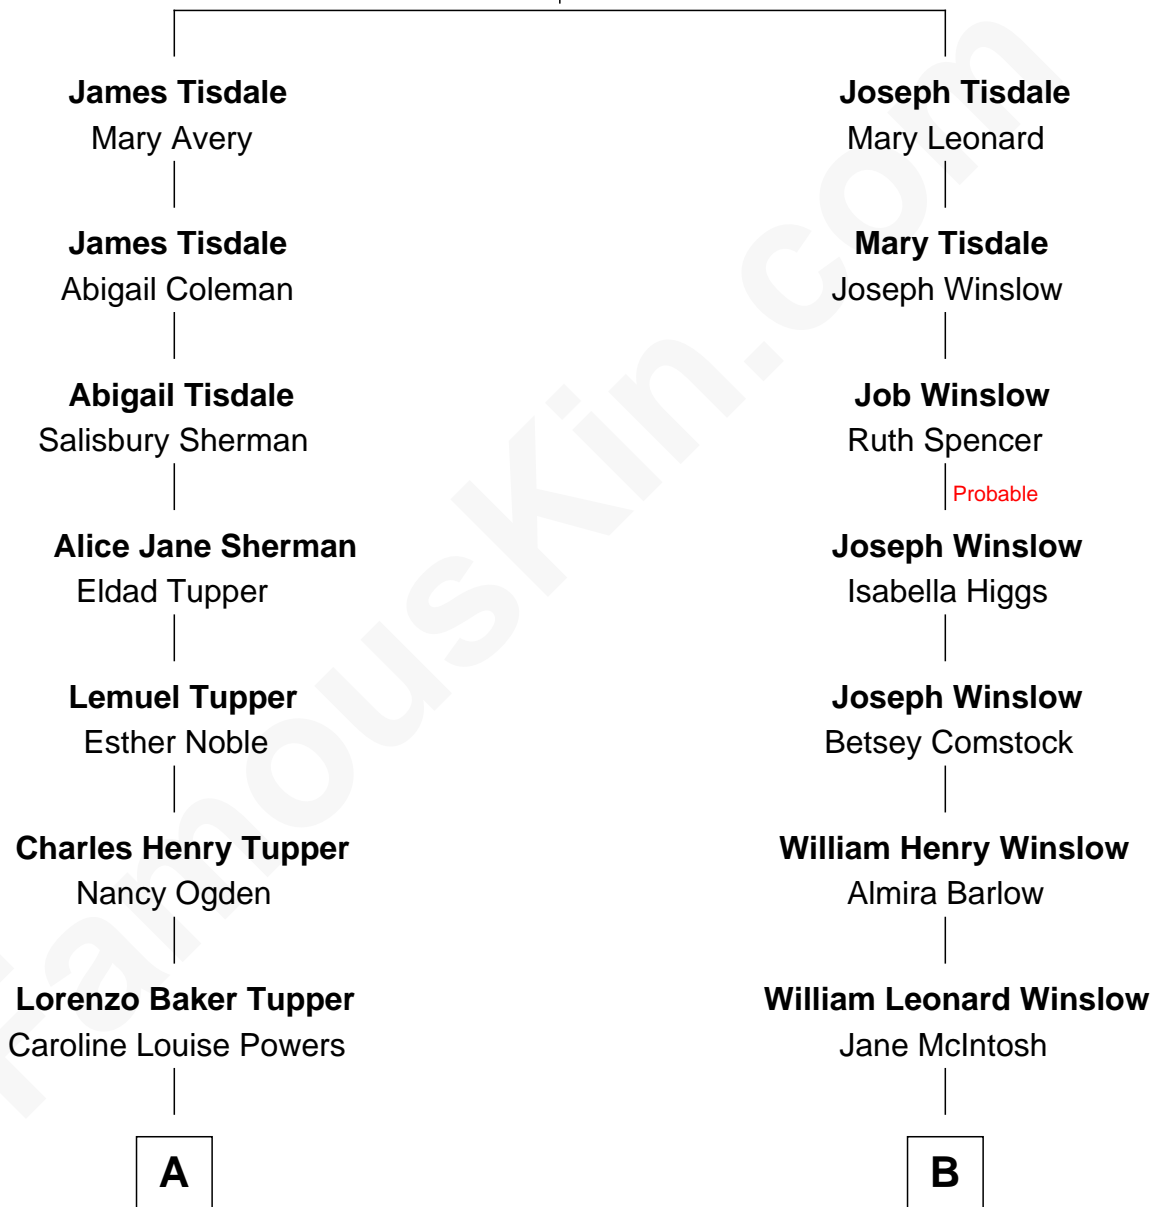 James Tisdale
Mary Avery
James Tisdale
Abigail Coleman
Abigail Tisdale
Salisbury Sherman
Alice Jane Sherman
Eldad Tupper
Lemuel Tupper
Esther Noble
Charles Henry Tupper
Nancy Ogden
Lorenzo Baker Tupper
Caroline Louise Powers
A
Joseph Tisdale
Mary Leonard
Mary Tisdale
Joseph Winslow
Job Winslow
Ruth Spencer
Probable
Joseph Winslow
Isabella Higgs
Joseph Winslow
Betsey Comstock
William Henry Winslow
Almira Barlow
William Leonard Winslow
Jane McIntosh
B
FamousKin.com